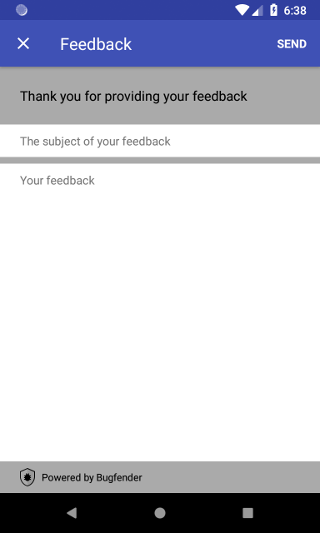 6:38
Feedback
SEND
Thank you for providing your feedback
The subject of your feedback
Your feedback
Powered by Bugfender